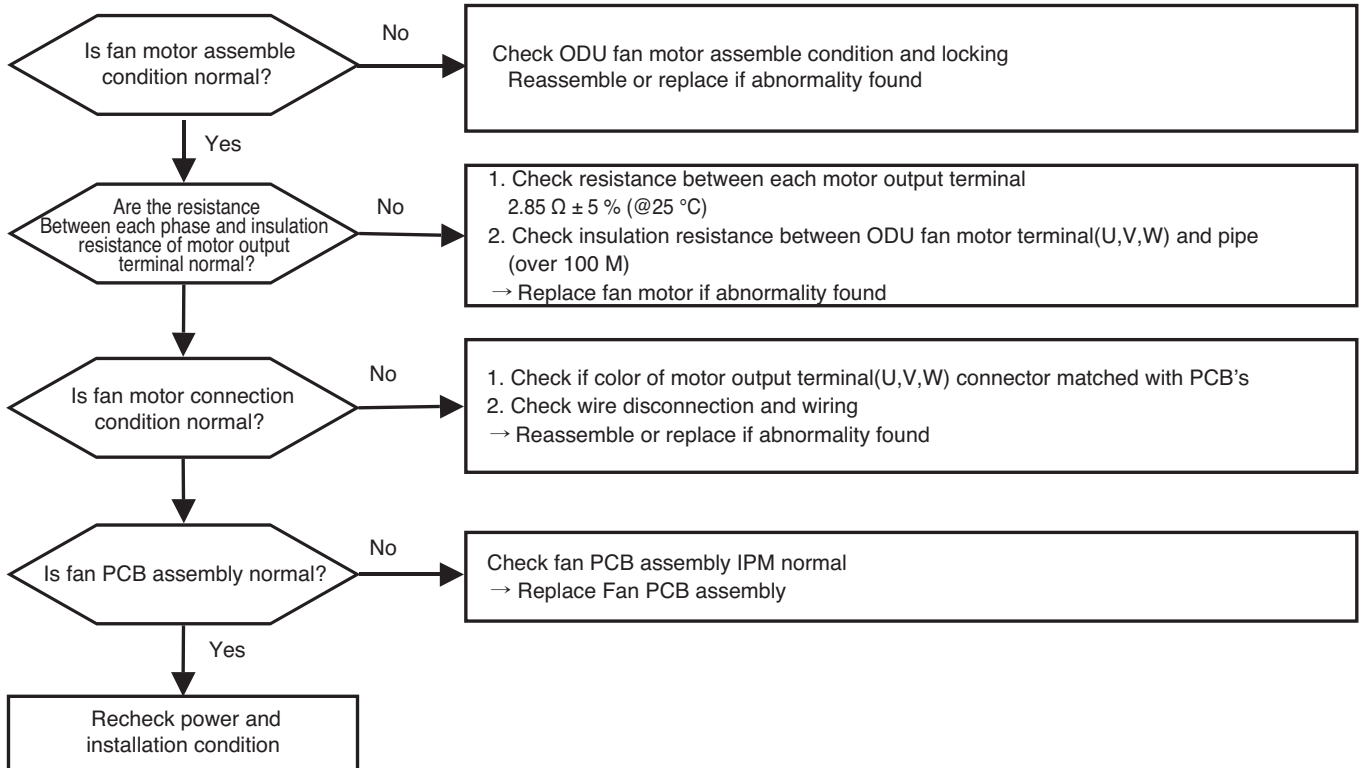 Is fan motor assemble
condition normal?
No
Check ODU fan motor assemble condition and locking
Reassemble or replace if abnormality found
Yes
Are the resistance
Between each phase and insulation
resistance of motor output
terminal normal?
No
1. Check resistance between each motor output terminal
2.85 Ω ± 5 % (@25 °C)
2. Check insulation resistance between ODU fan motor terminal(U,V,W) and pipe
(over 100 M)
→ Replace fan motor if abnormality found
Is fan motor connection
condition normal?
No
1. Check if color of motor output terminal(U,V,W) connector matched with PCB's
2. Check wire disconnection and wiring
→ Reassemble or replace if abnormality found
Is fan PCB assembly normal?
No
Check fan PCB assembly IPM normal
→ Replace Fan PCB assembly
Yes
Recheck power and
installation condition